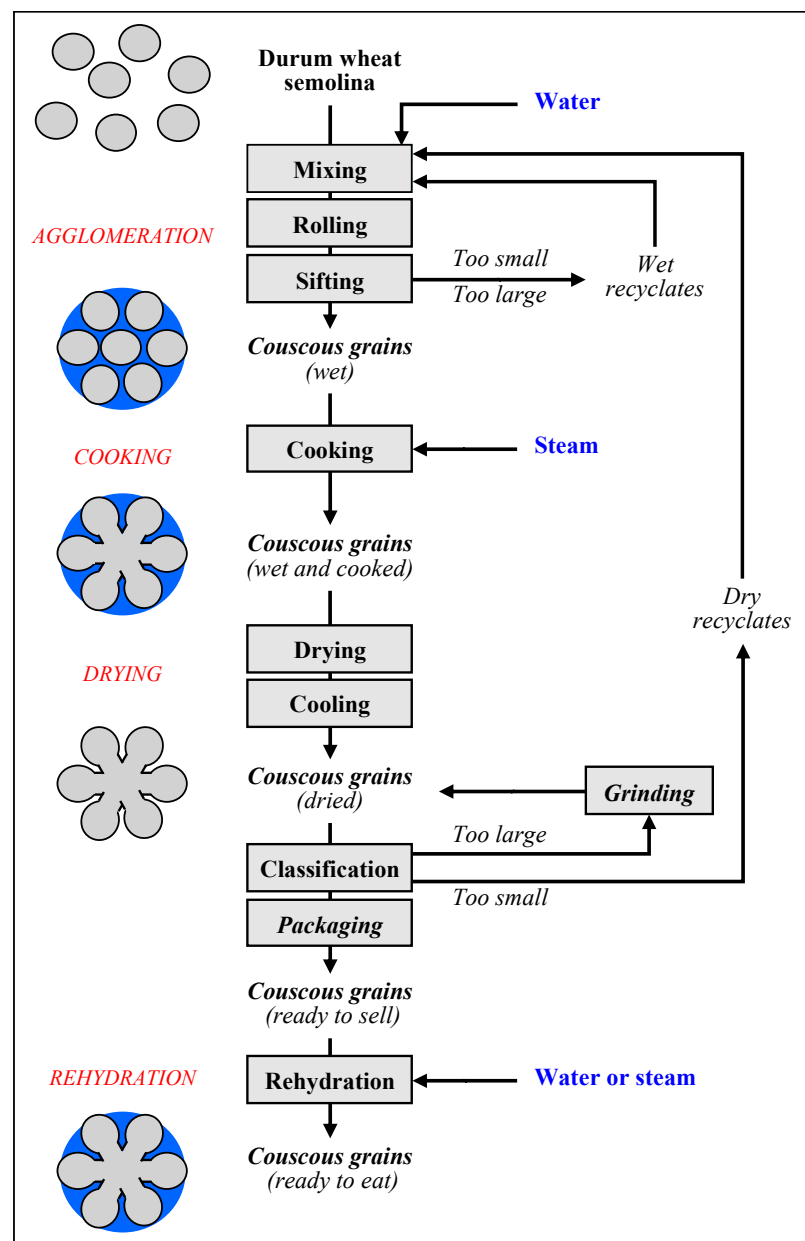 Durum wheat
semolina
Water
Mixing
Rolling
AGGLOMERATION
Sifting
Too small
Too large
Wet
recyclates
Couscous grains
(wet)
COOKING
Cooking
Steam
Couscous grains
(wet and cooked)
Dry
recyclates
DRYING
Drying
Cooling
Couscous grains
(dried)
Grinding
Too large
Classification
Too small
Packaging
Couscous grains
(ready to sell)
REHYDRATION
Rehydration
Water or steam
Couscous grains
(ready to eat)